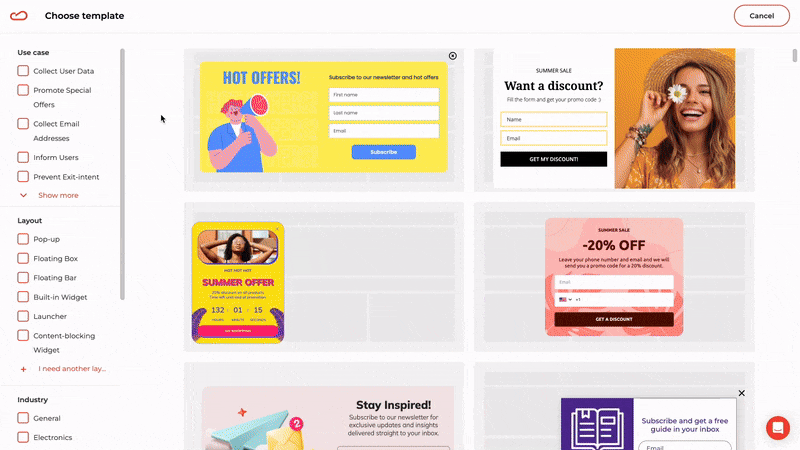 Choose template
Cancel
Use case
Collect User Data
Promote Special
Offers
Collect Email
Addresses
Inform Users
Prevent Exit-intent
Show more
Layout
Pop-up
Floating Box
Floating Bar
Built-in Widget
Launcher
Content-blocking
Widget
I need another lay...
Industry
General
Electronics
HOT OFFERS!
Subscribe to our newsletter and hot offers
First name
Last name
Email
Subscribe
SUMMER SALE
Want a discount?
Fill the form and get your promo code :)
Name
Email
GET MY DISCOUNT!
HOT HOT HOT
SUMMER OFFER
20% discount on all products
Time left until end of promotion:
132 : 01 : 15
HOURS MINUTE SECONDS
GO SHOPPING
SUMMER SALE
-20% OFF
Leave your phone number and email and we will
send you a promo code for a 20% discount.
Email
+1
GET A DISCOUNT
2
Stay Inspired!
Subscribe to our newsletter for
exclusive updates and insights
delivered straight to your inbox.
Subscribe and get a free
guide in your inbox
Email